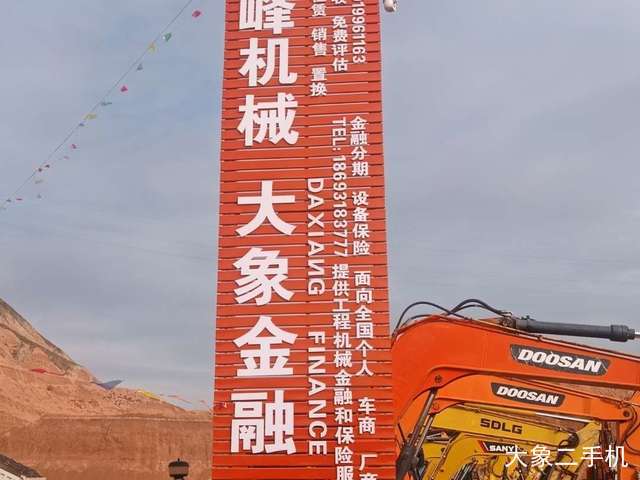 峰机械 大象金融
DAXIANG FINANCE
赁 销售 置换
免费评估
19961163
金融分期 设备保险 面向全国个人 车商 厂
TEL: 18693183777 提供工程机械金融和保险服
DOOSAN
DOOSAN
SDLG
SANY
大象二手机